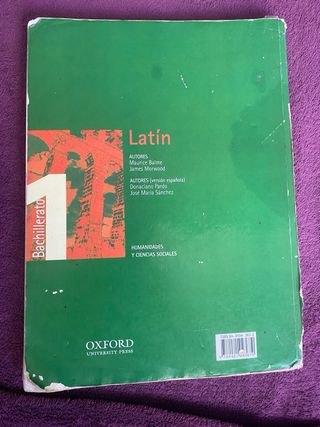 Latín
AUTORES
Maurice Balme
James Morwood
AUTORES (versión española)
Donaciano Pardo
José María Sánchez
Bachillerato
1
HUMANIDADES
Y CIENCIAS SOCIALES
OXFORD
UNIVERSITY PRESS